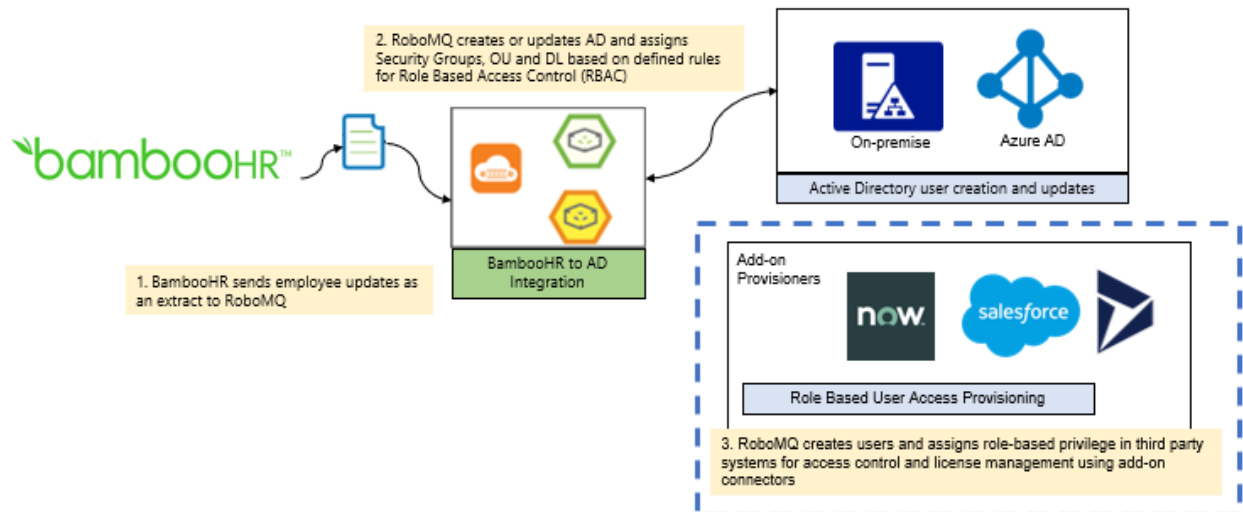 2. RoboMQ creates or updates AD and assigns
Security Groups, OU and DL based on defined rules
for Role Based Access Control (RBAC)
bambooHR™
On-premise
Azure AD
Active Directory user creation and updates
BambooHR to AD
Integration
1. BambooHR sends employee updates as
an extract to RoboMQ
Add-on
Provisioners
now.
salesforce
Role Based User Access Provisioning
3. RoboMQ creates users and assigns role-based privilege in third party
systems for access control and license management using add-on
connectors